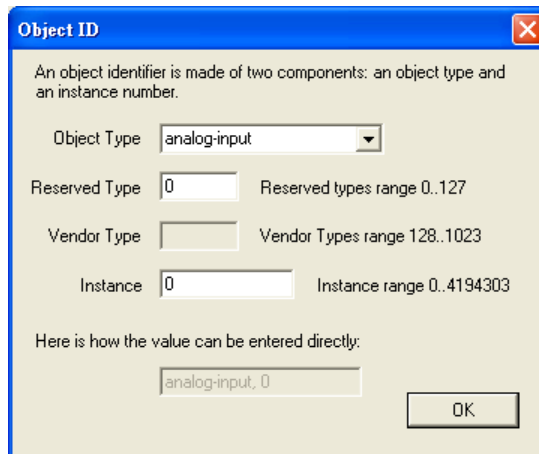 Object ID
An object identifier is made of two components: an object type and
an instance number.
Object Type analog-input
Reserved Type 0 Reserved types range 0..127
Vendor Type Vendor Types range 128..1023
Instance 0 Instance range 0..4194303
Here is how the value can be entered directly:
analog-input, 0
OK